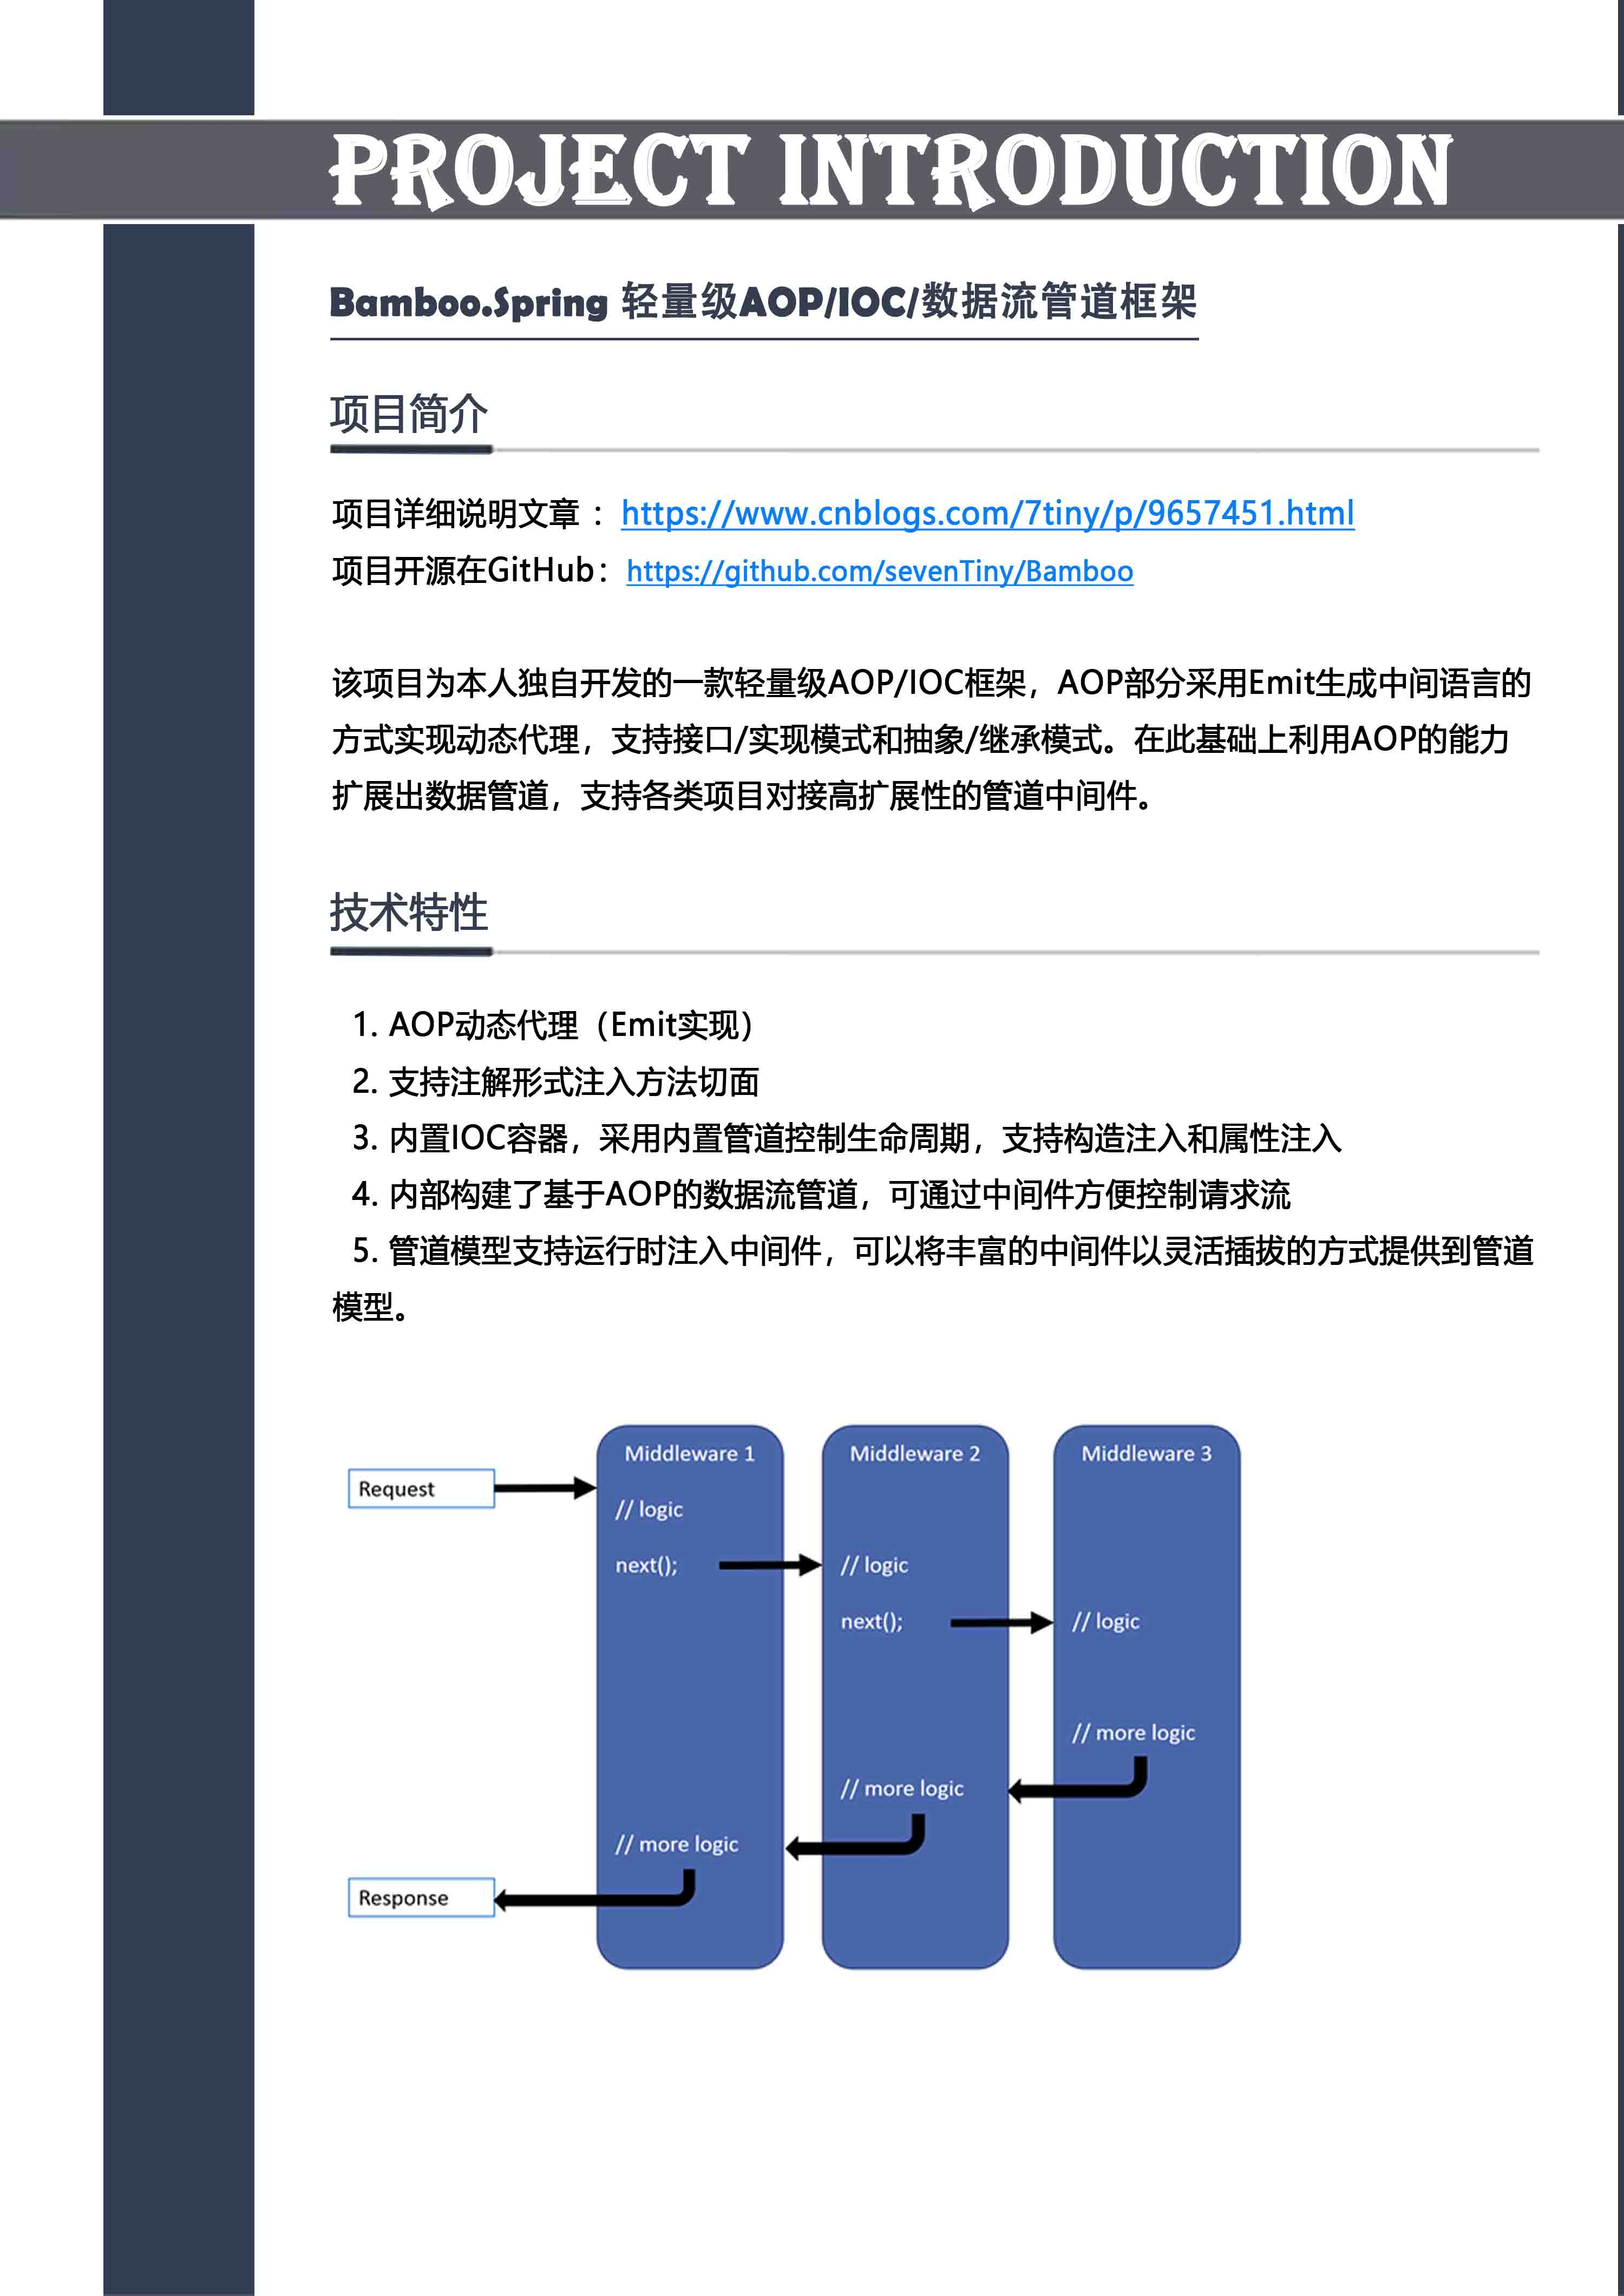 PROJECT INTRODUCTION
Bamboo.Spring 轻量级AOP/IOC/数据流管道框架
项目简介
项目详细说明文章： https://www.cnblogs.com/7tiny/p/9657451.html
项目开源在GitHub：https://github.com/sevenTiny/Bamboo
该项目为本人独自开发的一款轻量级AOP/IOC框架，AOP部分采用Emit生成中间语言的
方式实现动态代理，支持接口/实现模式和抽象/继承模式。在此基础上利用AOP的能力
扩展出数据管道，支持各类项目对接高扩展性的管道中间件。
技术特性
1. AOP动态代理（Emit实现）
2. 支持注解形式注入方法切面
3. 内置IOC容器，采用内置管道控制生命周期，支持构造注入和属性注入
4. 内部构建了基于AOP的数据流管道，可通过中间件方便控制请求流
5. 管道模型支持运行时注入中间件，可以将丰富的中间件以灵活插拔的方式提供到管道
模型。
Middleware 1
Middleware 2
Middleware 3
Request
// logic
next();
// logic
next();
// logic
// more logic
// more logic
// more logic
Response